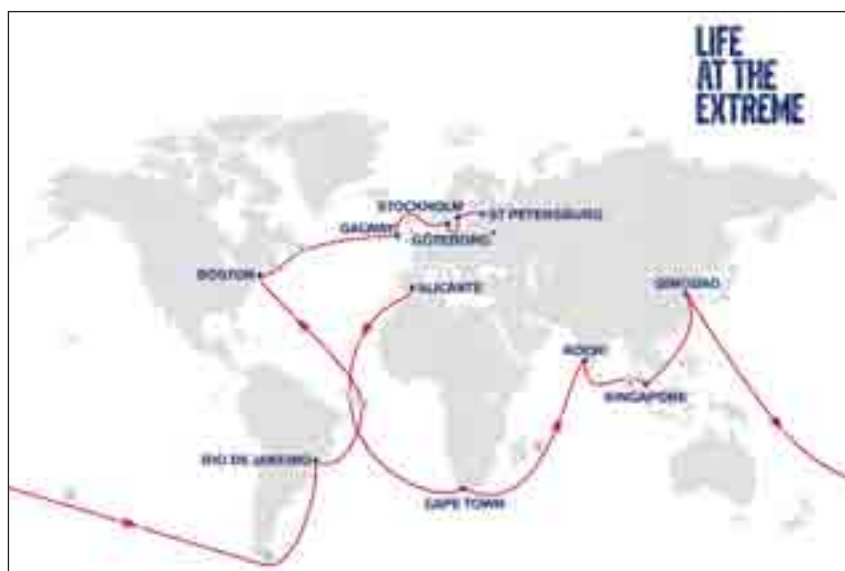 LIFE
AT THE
EXTREME
STOCKHOLM
GALWAY
ST PETERSBURG
GÖTEBORG
BOSTON
ALICANTE
QINGDAO
KOCHI
SINGAPORE
RIO DE JANEIRO
CAPE TOWN